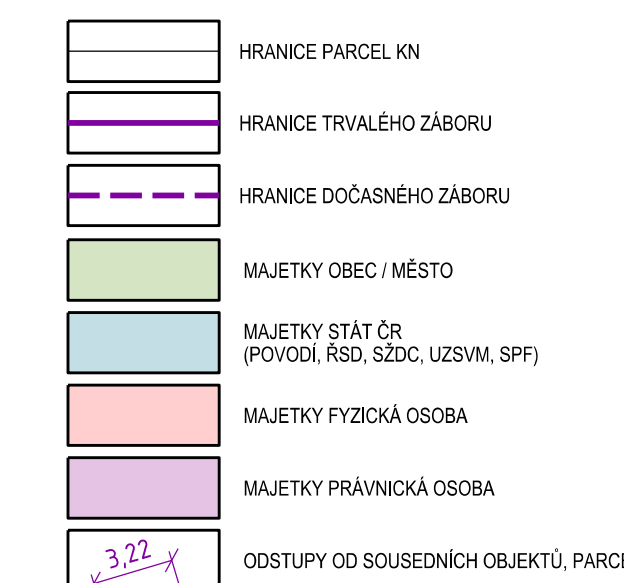 HRANICE PARCEL KN
HRANICE TRVALÉHO ZÁBORU
HRANICE DOČASNÉHO ZÁBORU
MAJETKY OBEC / MĚSTO
MAJETKY STÁT ČR
(POVODÍ, ŘSD, SŽDC, UZSVM, SPF)
MAJETKY FYZICKÁ OSOBA
MAJETKY PRÁVNICKÁ OSOBA
3,22
ODSTUPY OD SOUSEDNÍCH OBJEKTŮ,